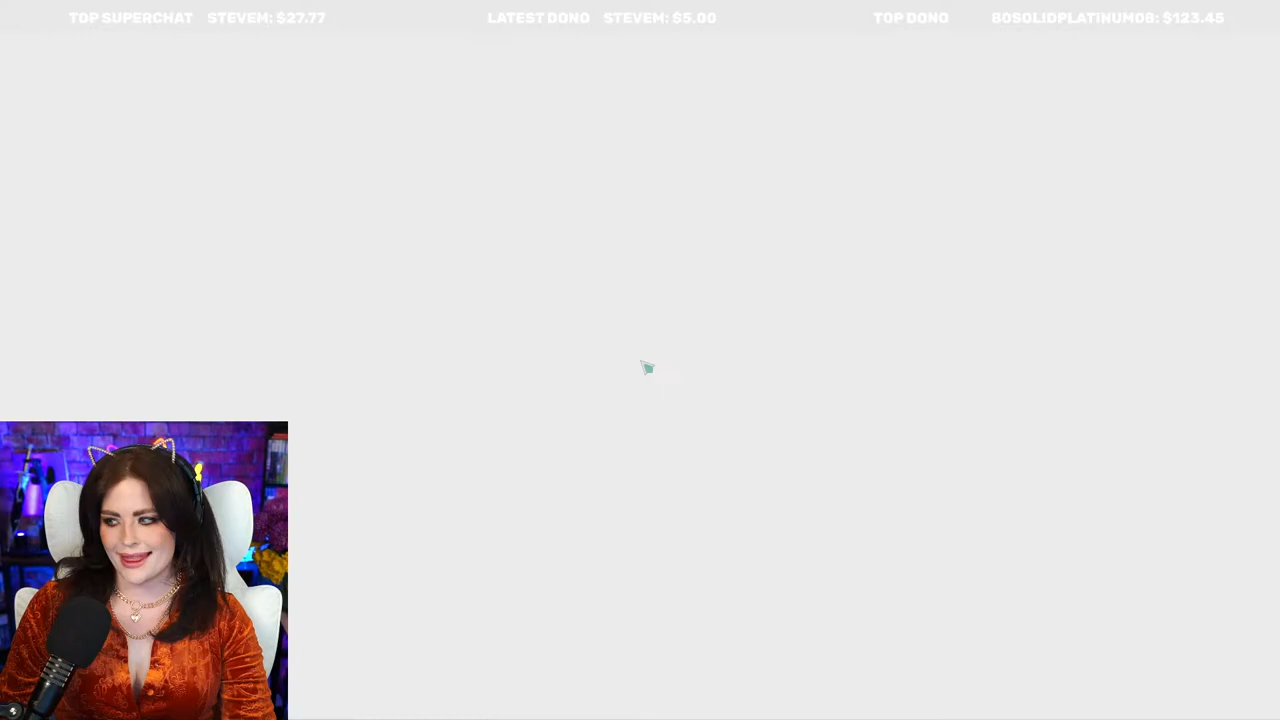 TOP SUPERCHAT STEVEM: $27.77 LATEST DONO STEVEM: $5.00 TOP DONO 80SOLIDPLATINUM08: $123.45